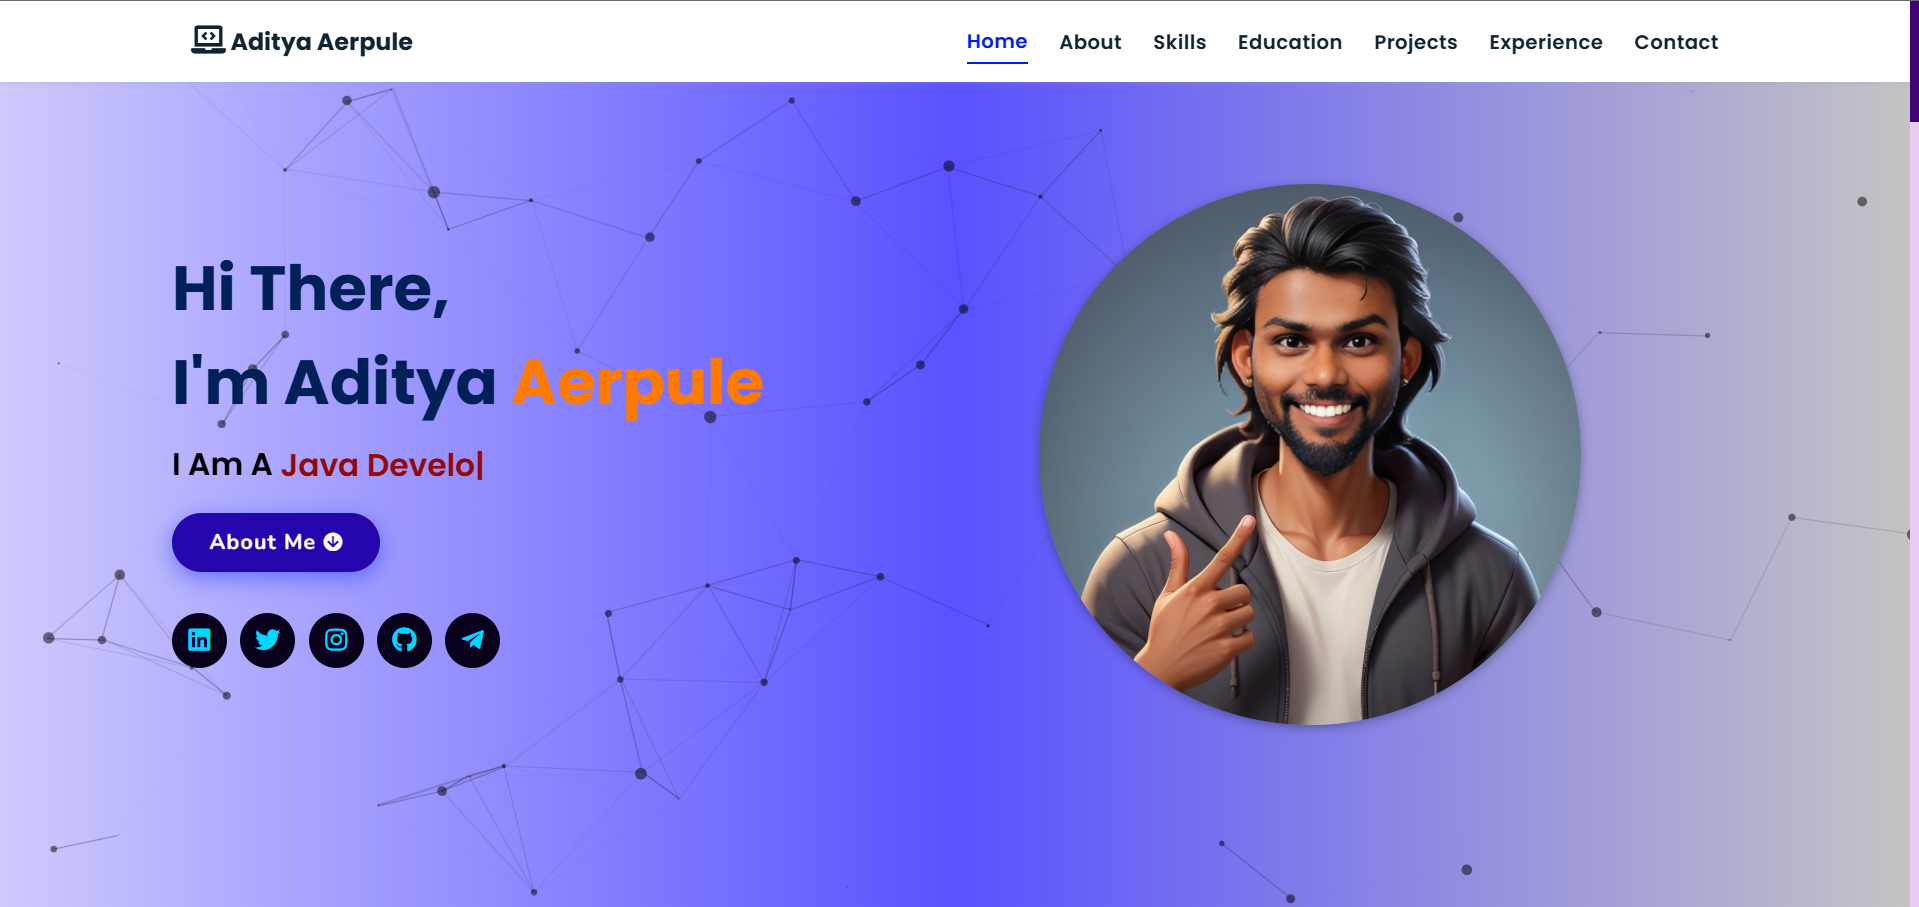 Aditya Aerpule
Home About Skills Education Projects Experience Contact
Hi There,
I'm Aditya Aerpule
I Am A Java Develo|
About Me